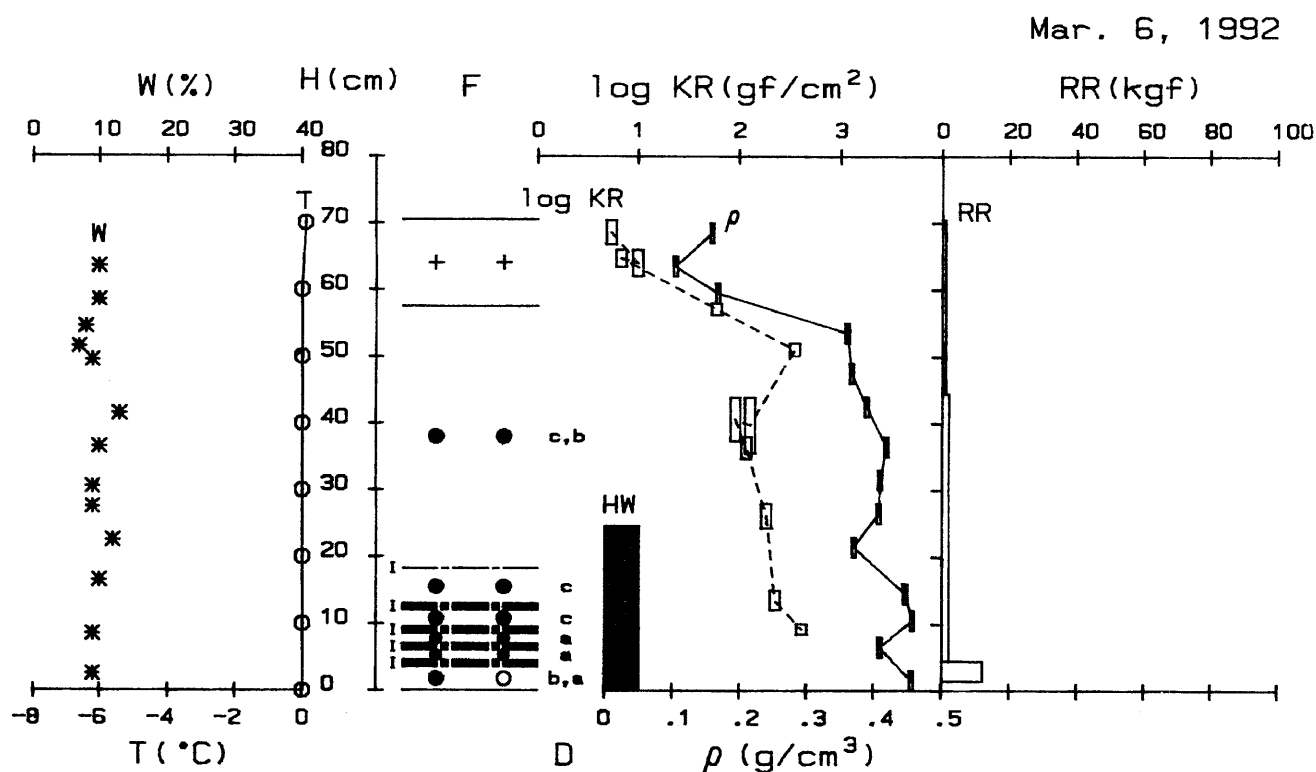 Mar. 6, 1992
W(%) H(cm) F log KR(gf/cm²) RR(kgf)
0 10 20 30 40 0 1 2 3 0 20 40 60 80 100
80
T log KR
70 ρ RR
W
60
50
40
c,b
30
HW
20
I
c
I
10 c
I a
I a
I
b,a
0
-8 -6 -4 -2 0 0 .1 .2 .3 .4 .5
T(°C) D ρ(g/cm³)